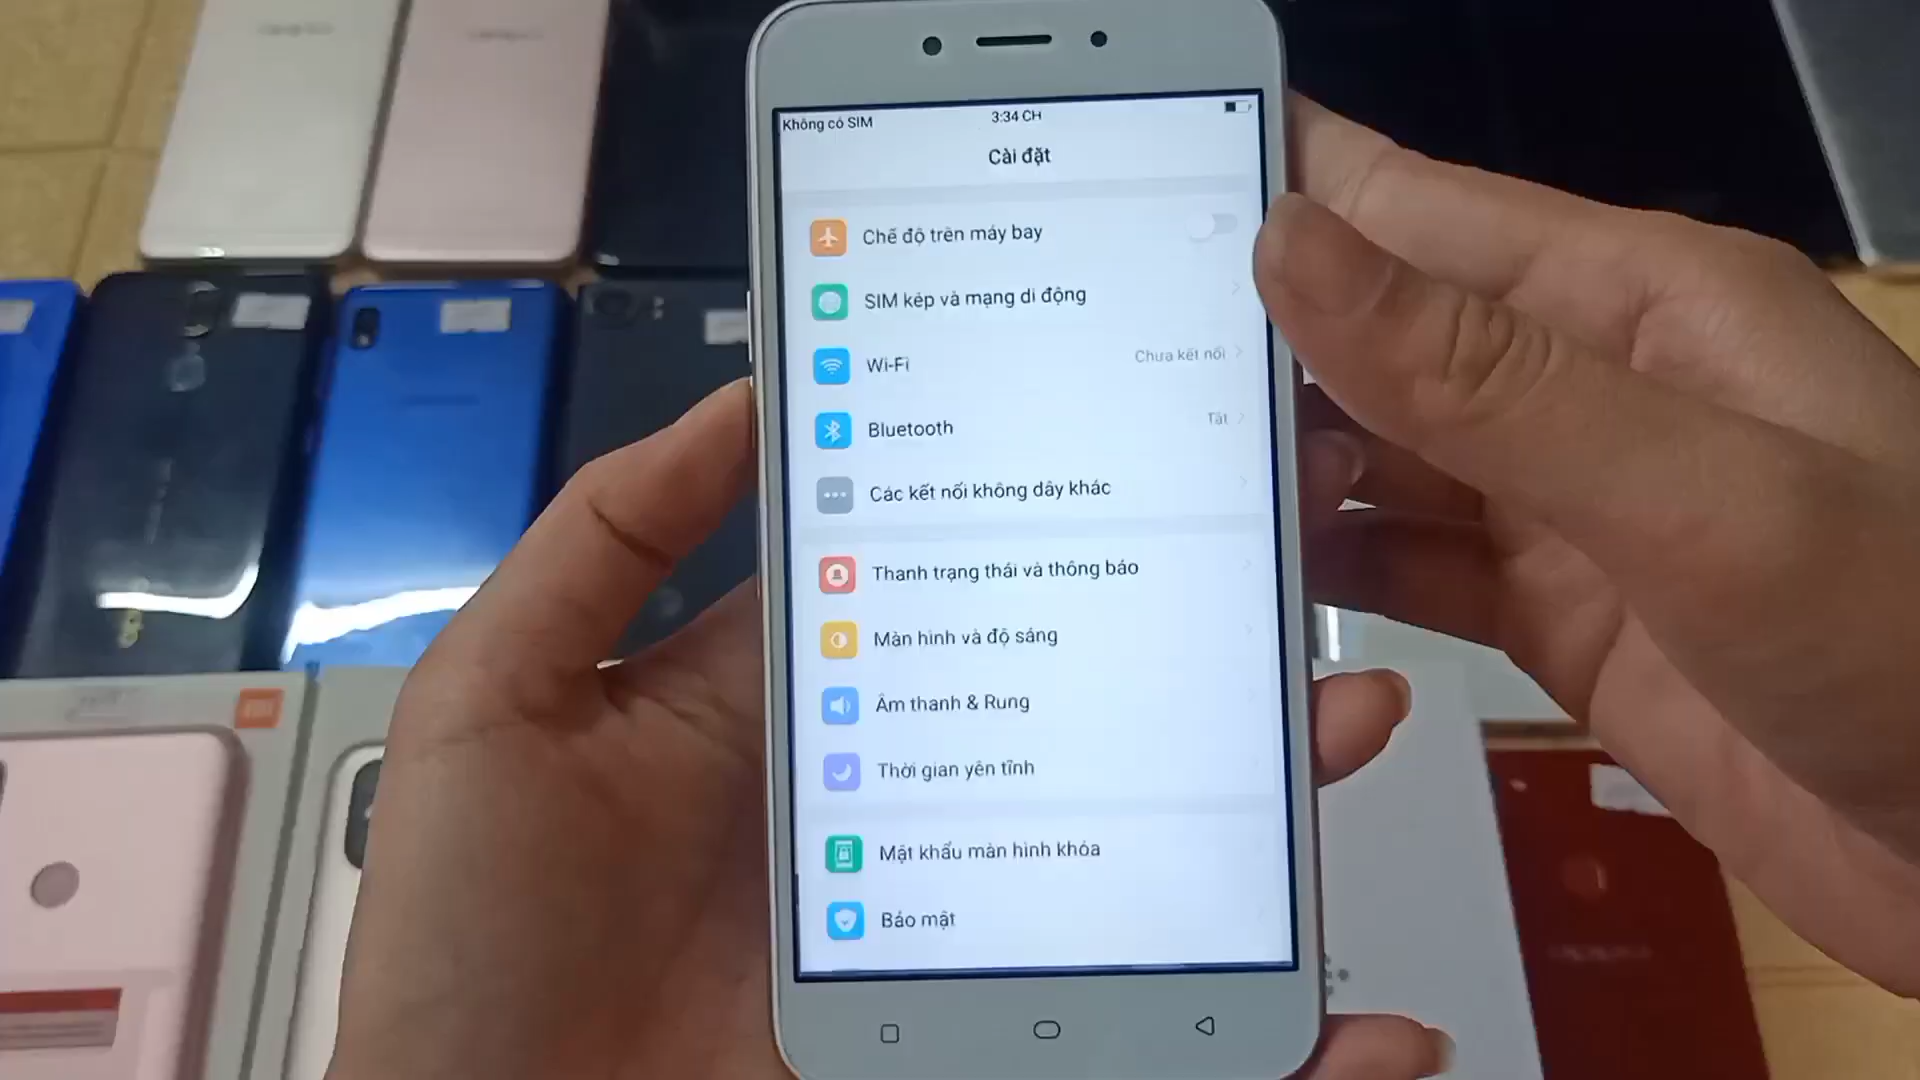 Không có SIM
3:34 CH
Cài đặt
Chế độ trên máy bay
SIM kép và mạng di động
Wi-Fi
Chưa kết nối
Bluetooth
Tắt
Các kết nối không dây khác
Thanh trạng thái và thông báo
Màn hình và độ sáng
Âm thanh & Rung
Thời gian yên tĩnh
Mật khẩu màn hình khóa
Bảo mật